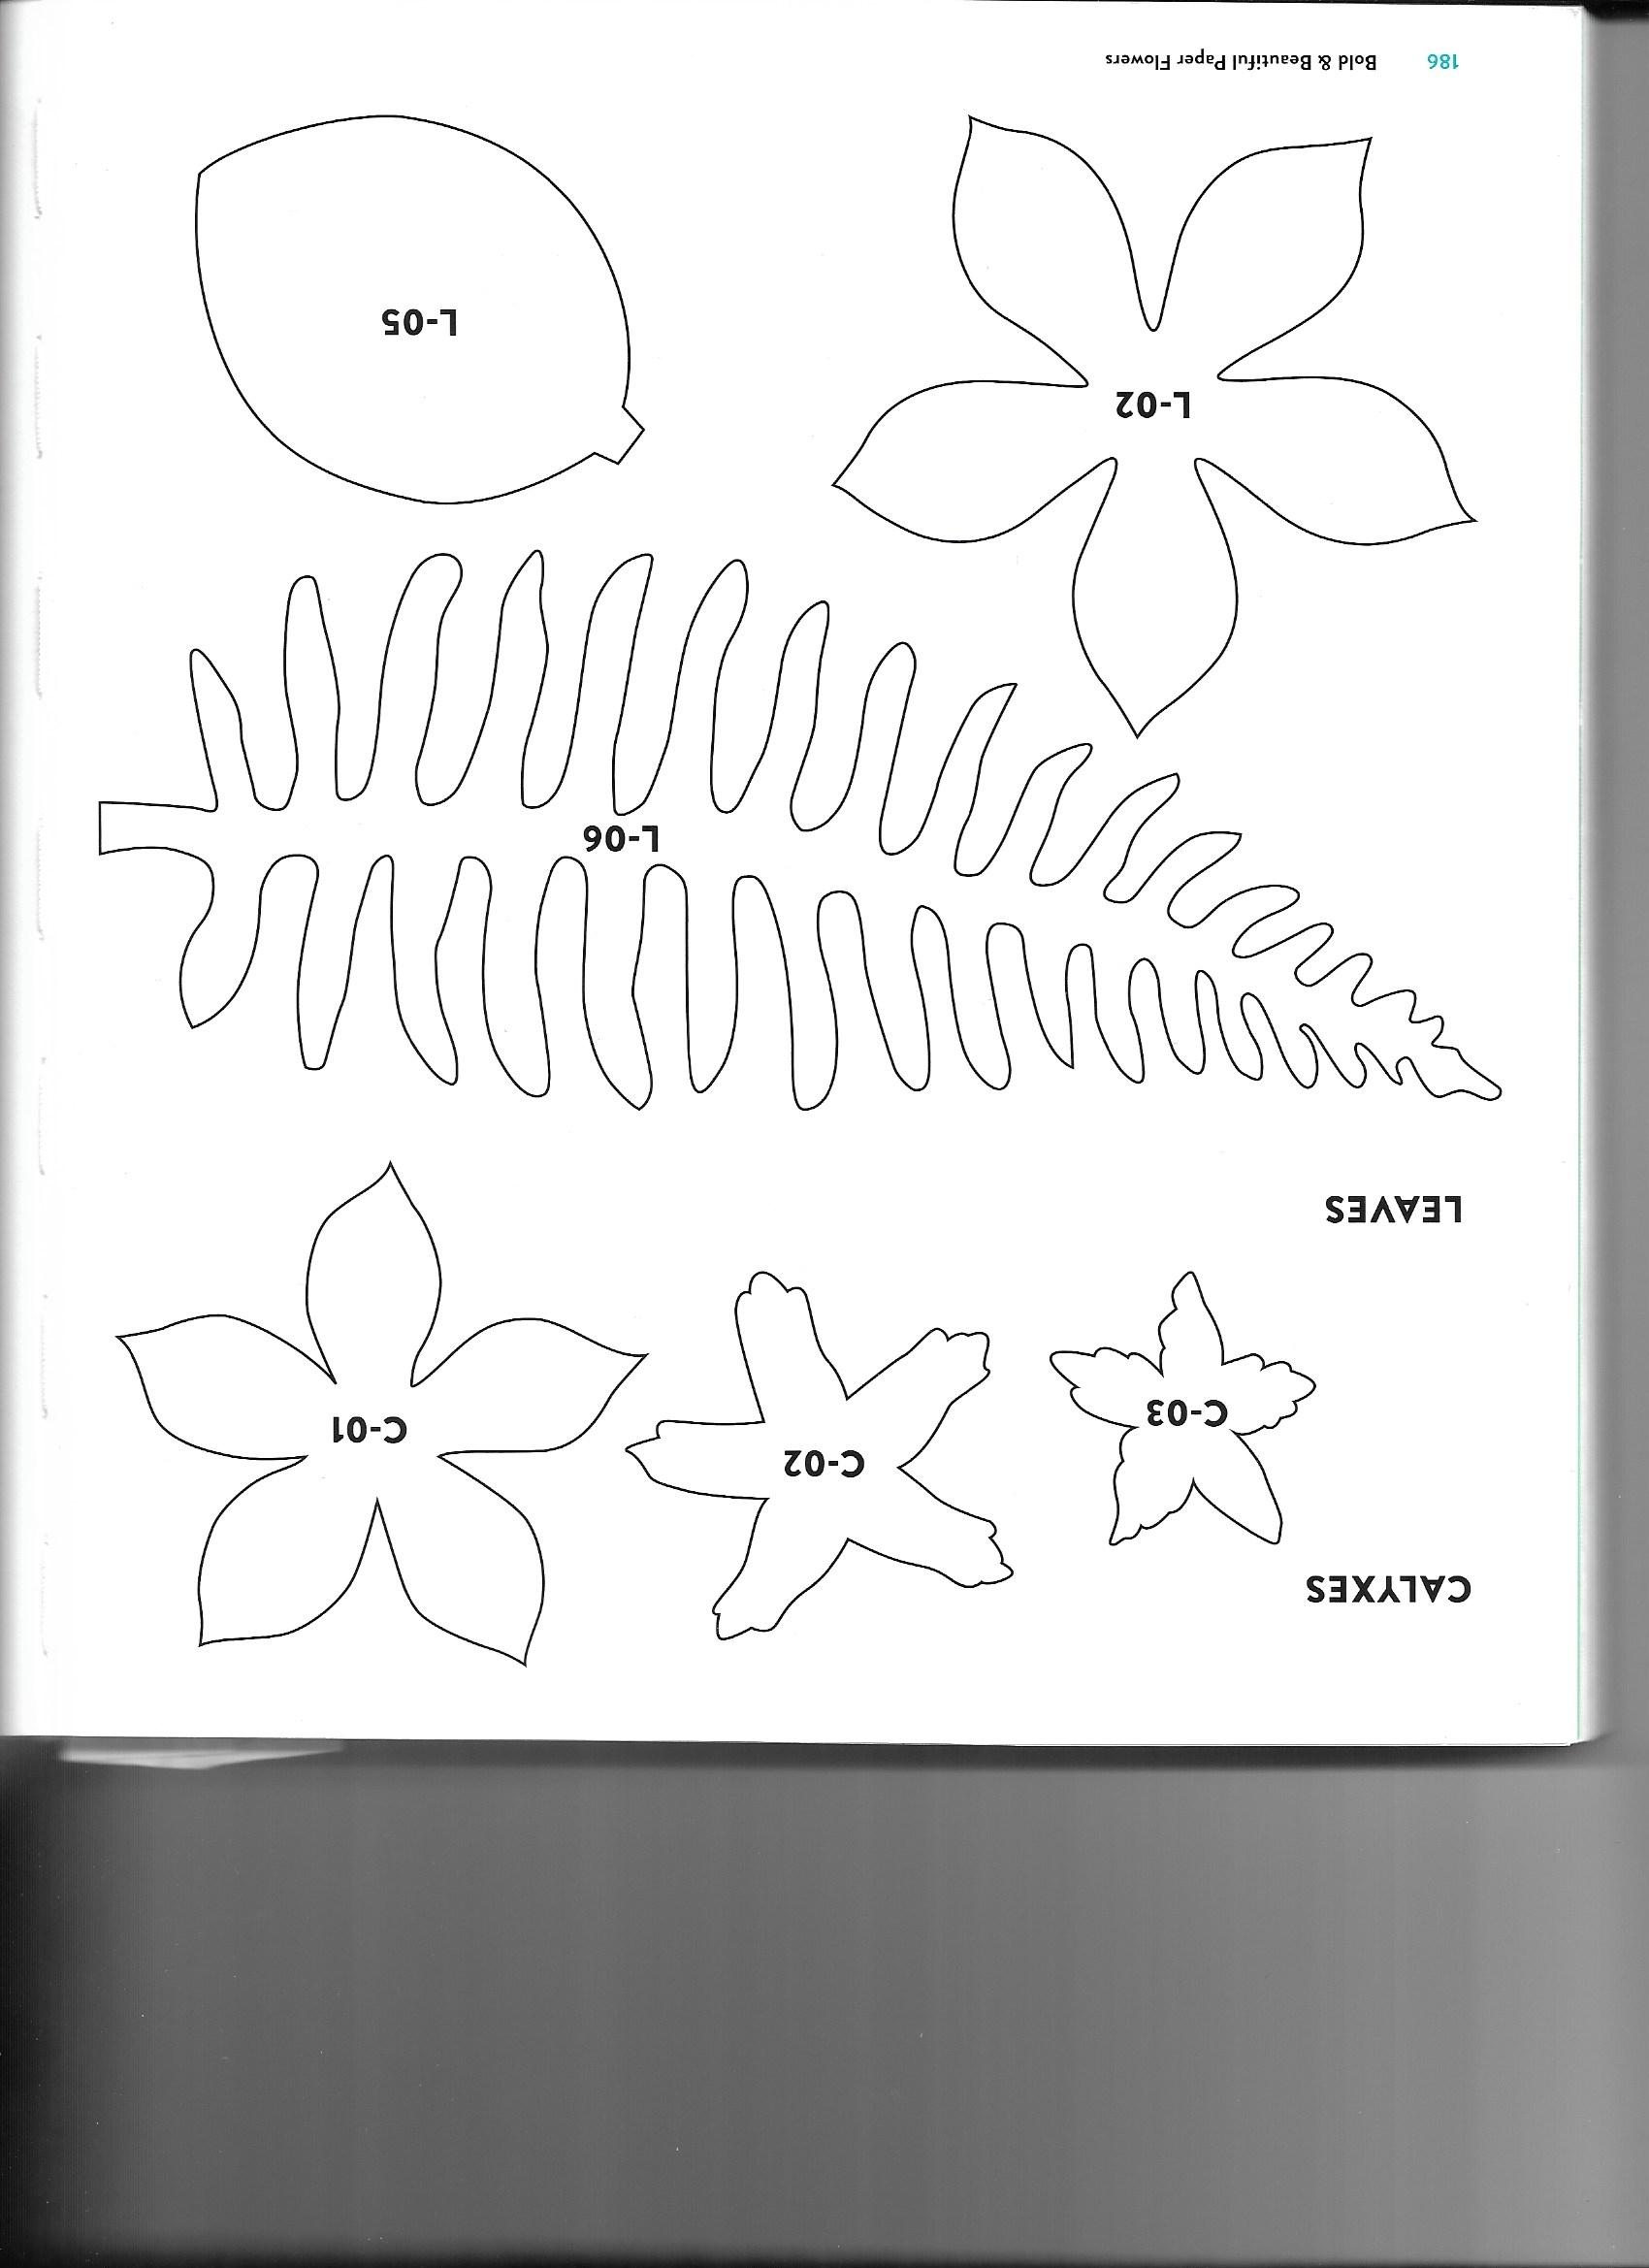 CALYXES
C-03
C-02
C-01
LEAVES
L-06
L-02
L-05
186 Bold & Beautiful Paper Flowers